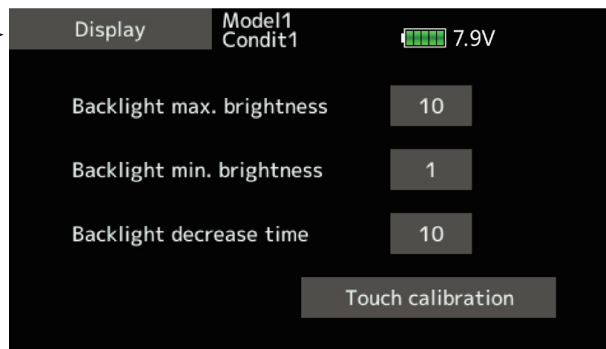 Display
Model1
Condit1
7.9V
Backlight max. brightness 10
Backlight min. brightness 1
Backlight decrease time 10
Touch calibration